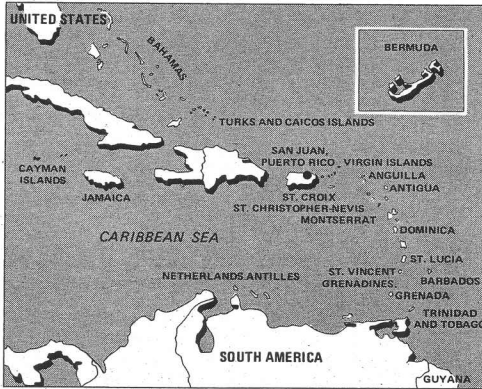 UNITED STATES
BERMUDA
BAHAMAS
TURKS AND CAICOS ISLANDS
SAN JUAN,
PUERTO RICO
VIRGIN ISLANDS
CAYMAN
ISLANDS
ANGUILLA
ANTIGUA
JAMAICA
ST. CROIX
ST. CHRISTOPHER-NEVIS
MONTSERRAT
DOMINICA
CARIBBEAN SEA
ST. LUCIA
NETHERLANDS ANTILLES
ST. VINCENT
GRENADINES.
BARBADOS
GRENADA
TRINIDAD
AND TOBAGO
SOUTH AMERICA
GUYANA